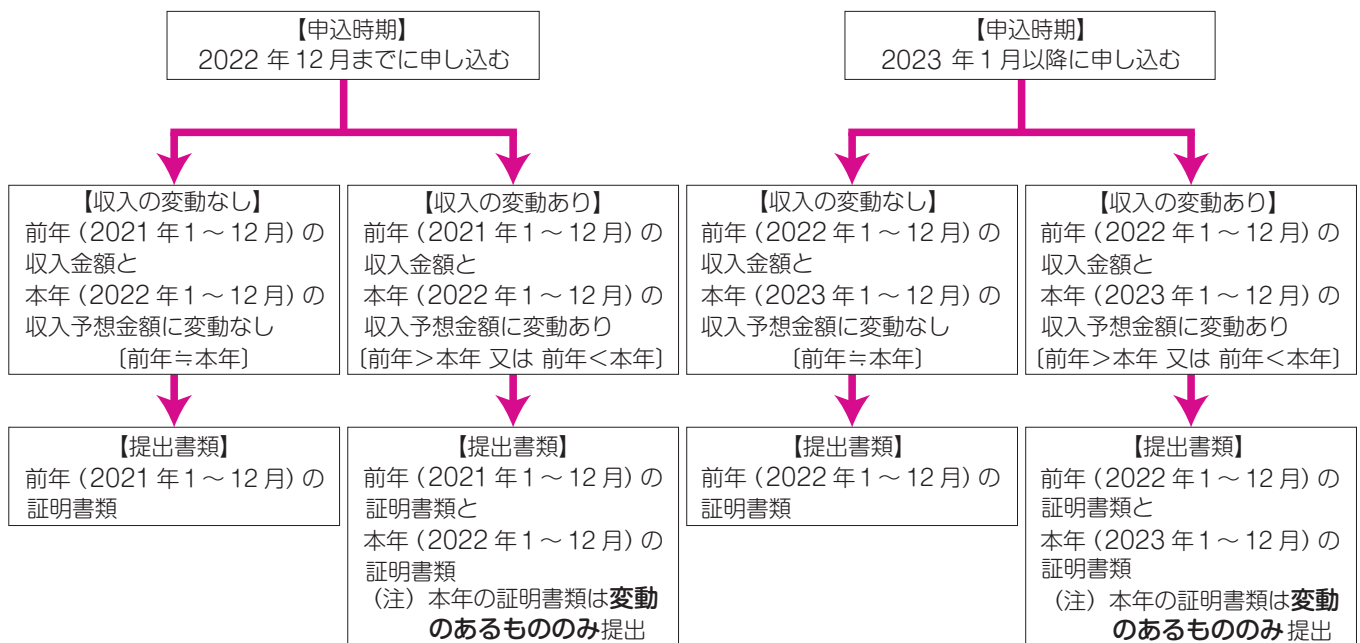 【申込時期】
2022 年 12 月までに申し込む
【申込時期】
2023 年 1 月以降に申し込む
【収入の変動なし】
前年（2021 年 1 ～ 12 月）の
収入金額と
本年（2022 年 1 ～ 12 月）の
収入予想金額に変動なし
〔前年≒本年〕
【収入の変動あり】
前年（2021 年 1 ～ 12 月）の
収入金額と
本年（2022 年 1 ～ 12 月）の
収入予想金額に変動あり
〔前年＞本年 又は 前年＜本年〕
【収入の変動なし】
前年（2022 年 1 ～ 12 月）の
収入金額と
本年（2023 年 1 ～ 12 月）の
収入予想金額に変動なし
〔前年≒本年〕
【収入の変動あり】
前年（2022 年 1 ～ 12 月）の
収入金額と
本年（2023 年 1 ～ 12 月）の
収入予想金額に変動あり
〔前年＞本年 又は 前年＜本年〕
【提出書類】
前年（2021 年 1 ～ 12 月）の
証明書類
【提出書類】
前年（2021 年 1 ～ 12 月）の
証明書類と
本年（2022 年 1 ～ 12 月）の
証明書類
（注）本年の証明書類は変動
のあるもののみ提出
【提出書類】
前年（2022 年 1 ～ 12 月）の
証明書類
【提出書類】
前年（2022 年 1 ～ 12 月）の
証明書類と
本年（2023 年 1 ～ 12 月）の
証明書類
（注）本年の証明書類は変動
のあるもののみ提出